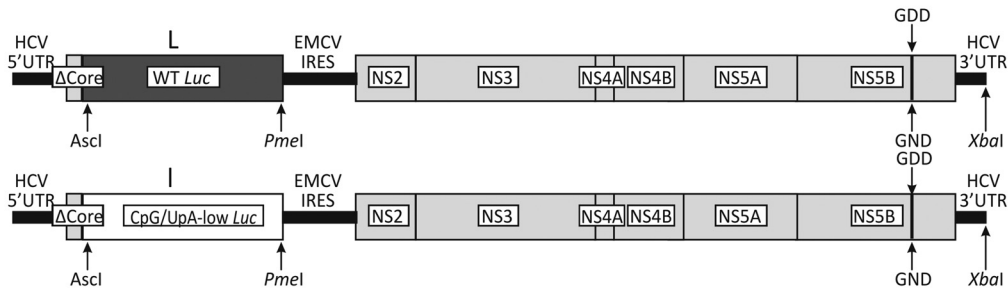 L
GDD
HCV
5'UTR
EMCV
IRES
HCV
3'UTR
ΔCore
WT Luc
NS2
NS3
NS4A
NS4B
NS5A
NS5B
AscI
PmeI
GND
XbaI
I
GDD
HCV
5'UTR
EMCV
IRES
HCV
3'UTR
ΔCore
CpG/UpA-low Luc
NS2
NS3
NS4A
NS4B
NS5A
NS5B
AscI
PmeI
GND
XbaI